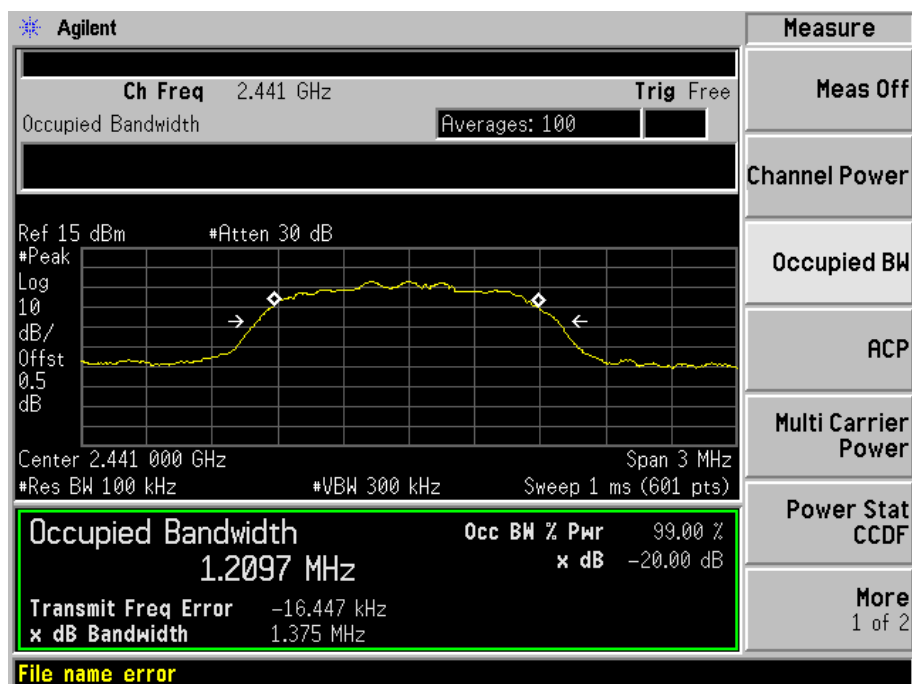 Agilent
Measure
Ch Freq 2.441 GHz Trig Free
Occupied Bandwidth Averages: 100
Meas Off
Channel Power
Ref 15 dBm #Atten 30 dB
#Peak
Log
10
dB/
Offst
0.5
dB
Occupied BW
ACP
Multi Carrier
Power
Center 2.441 000 GHz Span 3 MHz
#Res BW 100 kHz #VBW 300 kHz Sweep 1 ms (601 pts)
Occupied Bandwidth Occ BW % Pwr 99.00 %
1.2097 MHz x dB -20.00 dB
Transmit Freq Error -16.447 kHz
x dB Bandwidth 1.375 MHz
Power Stat
CCDF
More
1 of 2
File name error